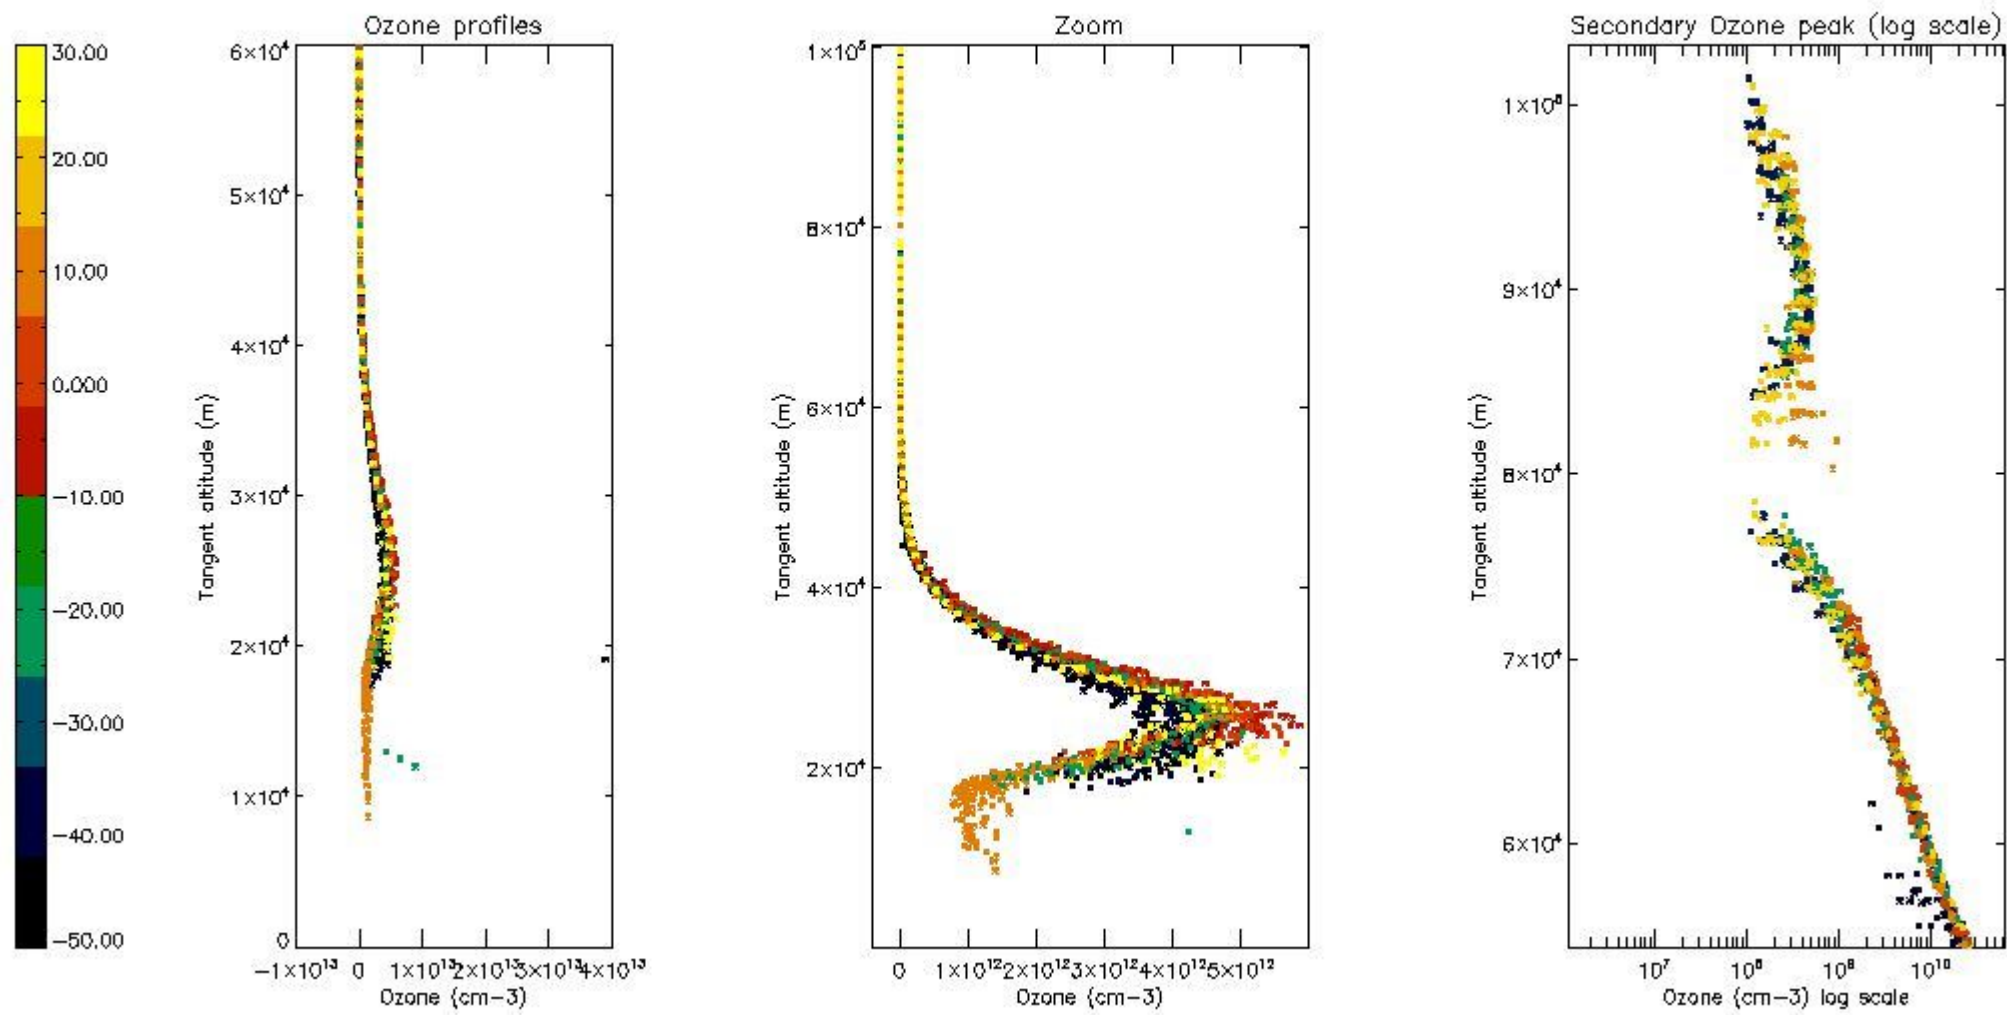 Ozone profiles
Zoom
Secondary Ozone peak (log scale)
30.00
20.00
10.00
0.000
−10.00
−20.00
−30.00
−40.00
−50.00
6×10⁴
5×10⁴
4×10⁴
3×10⁴
2×10⁴
1×10⁴
0
Tangent altitude (m)
−1×10¹³ 0 1×10¹³ 2×10¹³ 3×10¹³ 4×10¹³
Ozone (cm−3)
1×10⁵
8×10⁴
6×10⁴
4×10⁴
2×10⁴
Tangent altitude (m)
0 1×10¹² 2×10¹² 3×10¹² 4×10¹² 5×10¹²
Ozone (cm−3)
1×10⁵
9×10⁴
8×10⁴
7×10⁴
6×10⁴
Tangent altitude (m)
10⁷ 10⁸ 10⁹ 10¹⁰
Ozone (cm−3) log scale